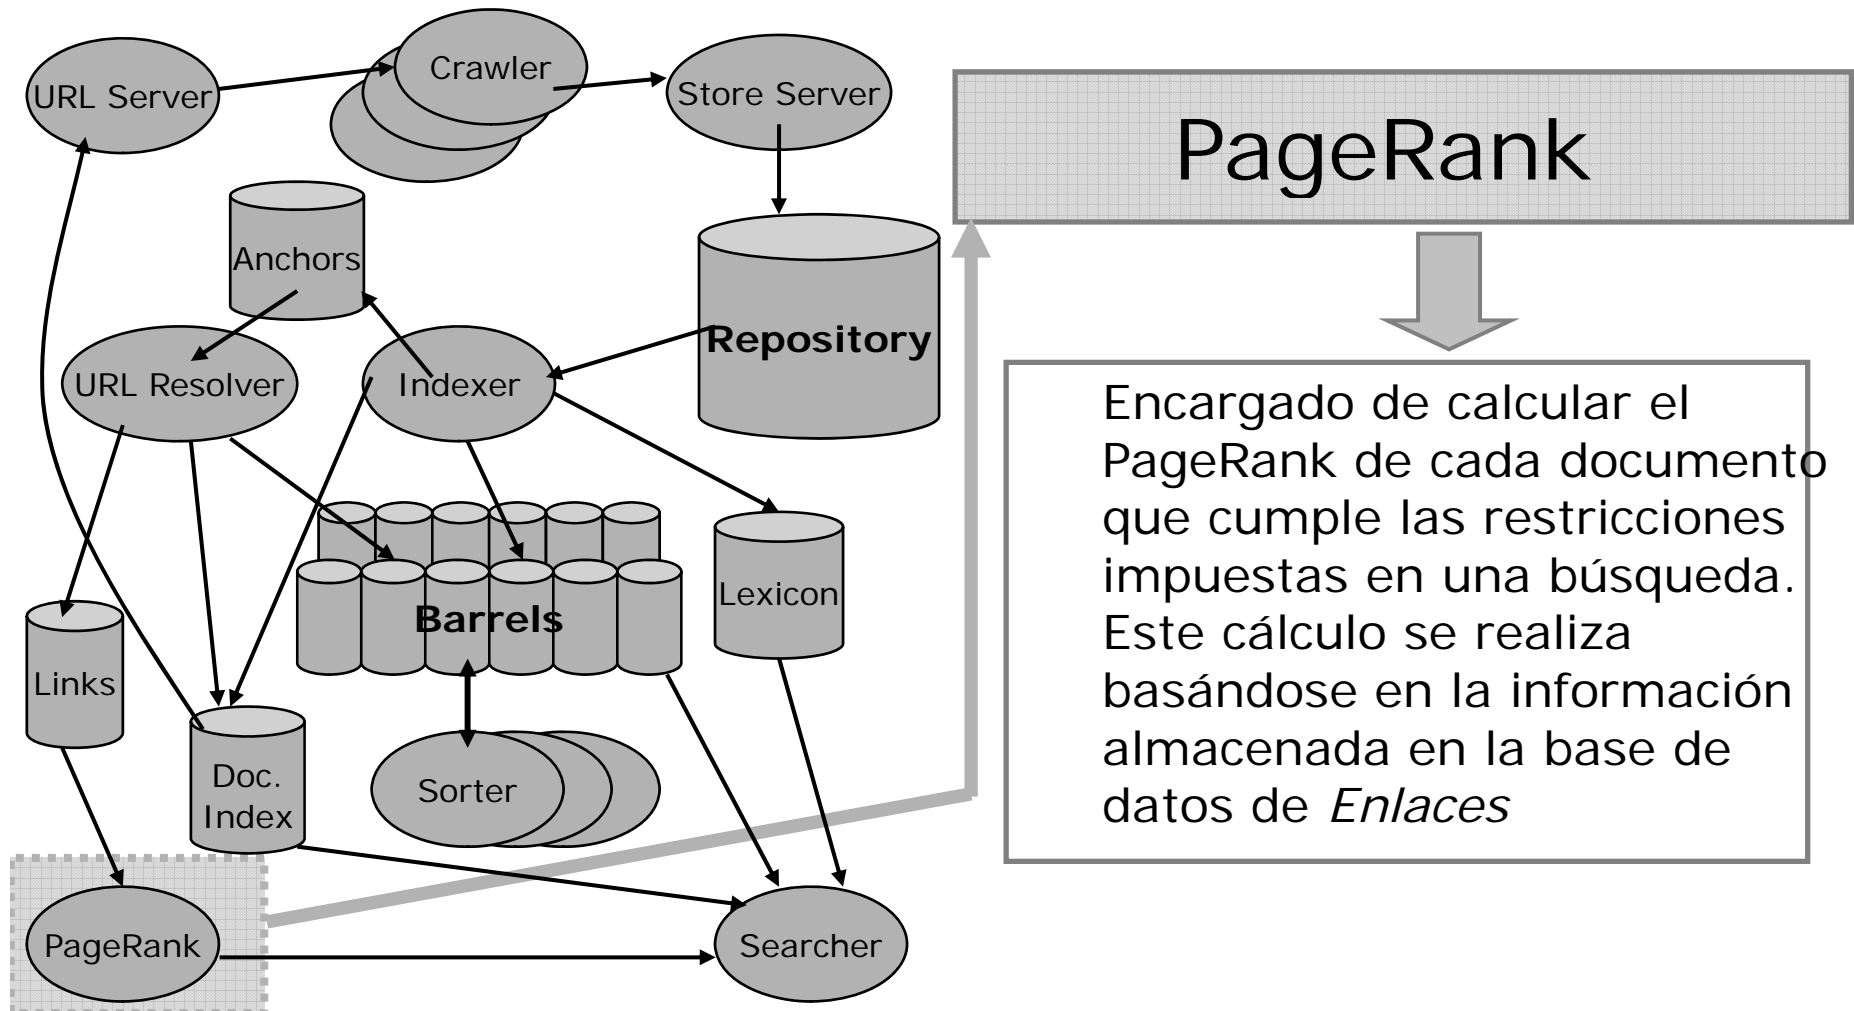 Crawler
URL Server
Store Server
PageRank
Anchors
Repository
URL Resolver
Indexer
Barrels
Lexicon
Links
Doc.
Index
Sorter
PageRank
Searcher
Encargado de calcular el
PageRank de cada documento
que cumple las restricciones
impuestas en una búsqueda.
Este cálculo se realiza
basándose en la información
almacenada en la base de
datos de Enlaces